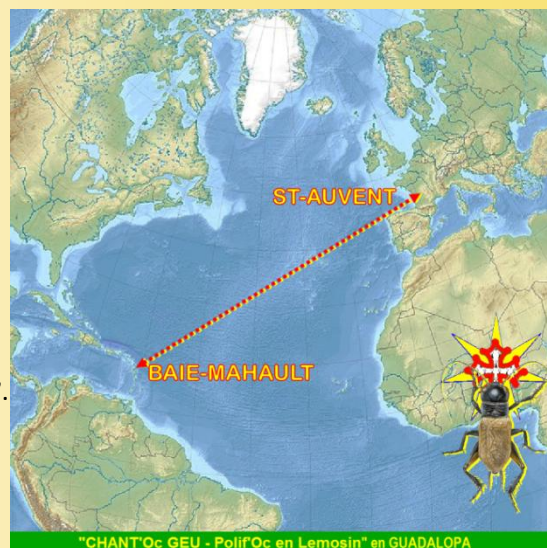 ST-AUVENT
BAIE-MAHAULT
"CHANT'Oc GEU - Polif'Oc en Lemosin" en GUADALOPA